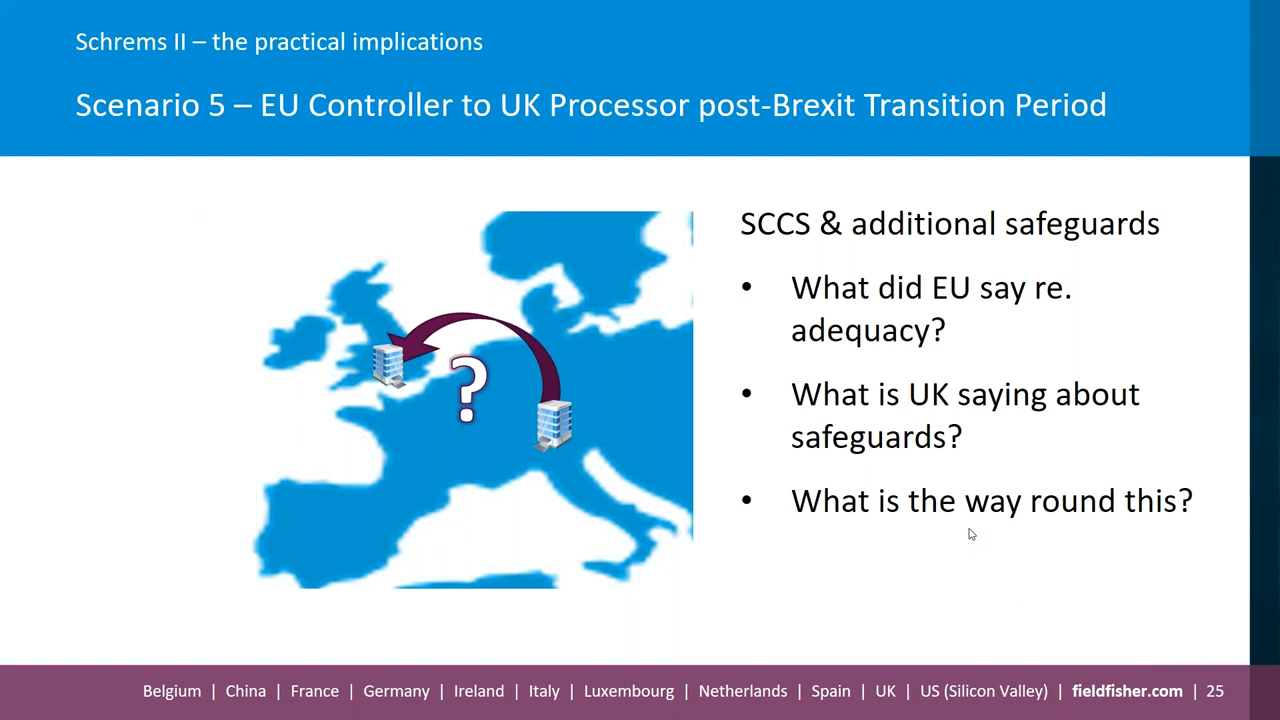 Schrems II – the practical implications
Scenario 5 – EU Controller to UK Processor post-Brexit Transition Period
SCCS & additional safeguards
• What did EU say re.
adequacy?
• What is UK saying about
safeguards?
• What is the way round this?
?
Belgium | China | France | Germany | Ireland | Italy | Luxembourg | Netherlands | Spain | UK | US (Silicon Valley) | fieldfisher.com | 25